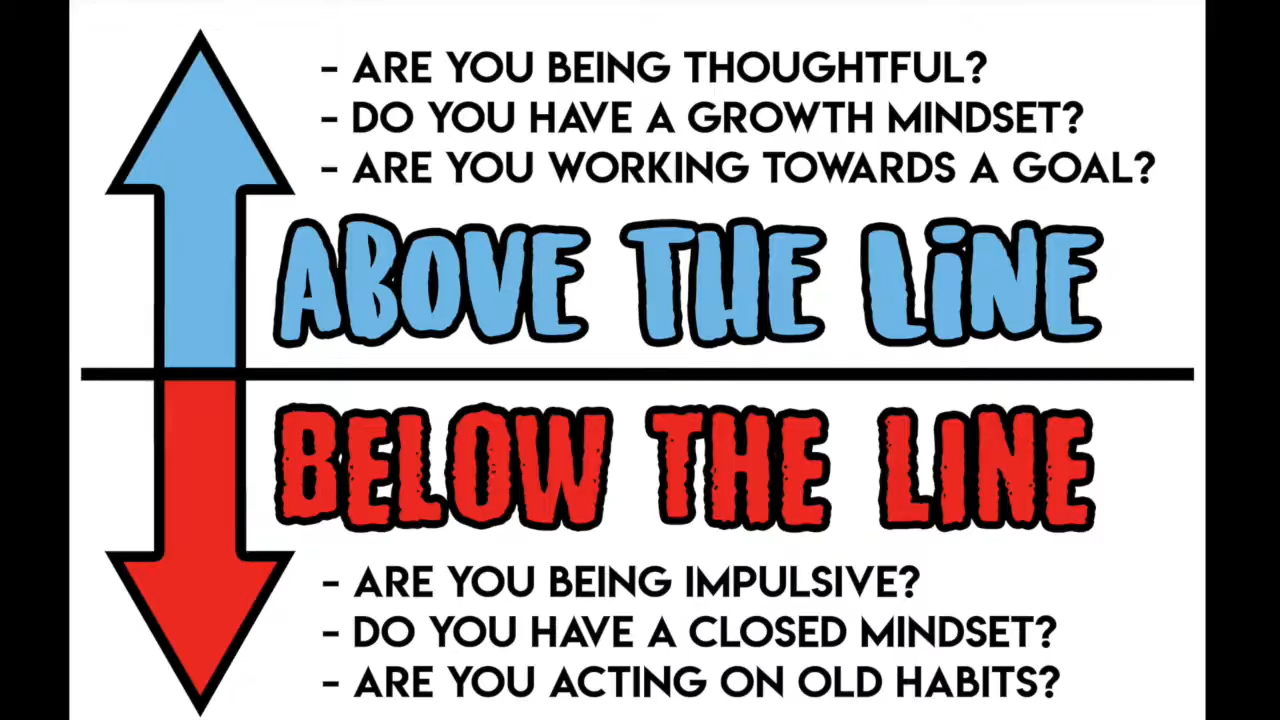 - ARE YOU BEING THOUGHTFUL?
- DO YOU HAVE A GROWTH MINDSET?
- ARE YOU WORKING TOWARDS A GOAL?
ABOVE THE LiNE
BELOW THE LINE
- ARE YOU BEING IMPULSIVE?
- DO YOU HAVE A CLOSED MINDSET?
- ARE YOU ACTING ON OLD HABITS?